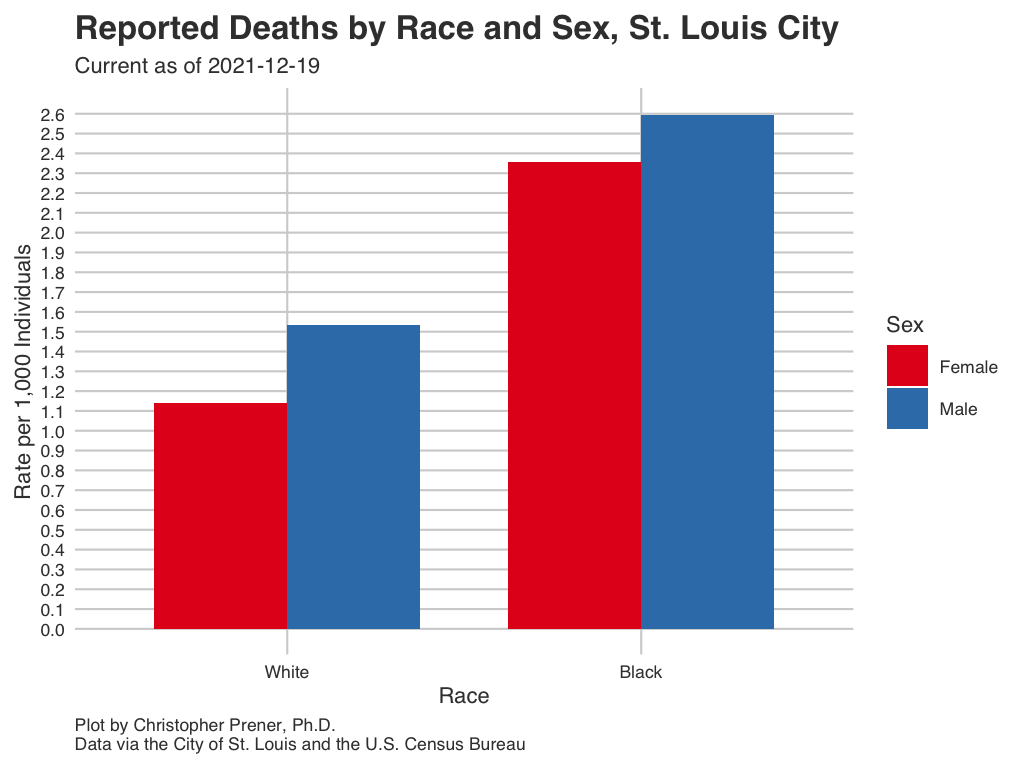 Reported Deaths by Race and Sex, St. Louis City
Current as of 2021-12-19
Rate per 1,000 Individuals
2.6
2.5
2.4
2.3
2.2
2.1
2.0
1.9
1.8
1.7
1.6
1.5
1.4
1.3
1.2
1.1
1.0
0.9
0.8
0.7
0.6
0.5
0.4
0.3
0.2
0.1
0.0
White
Black
Race
Sex
Female
Male
Plot by Christopher Prener, Ph.D.
Data via the City of St. Louis and the U.S. Census Bureau